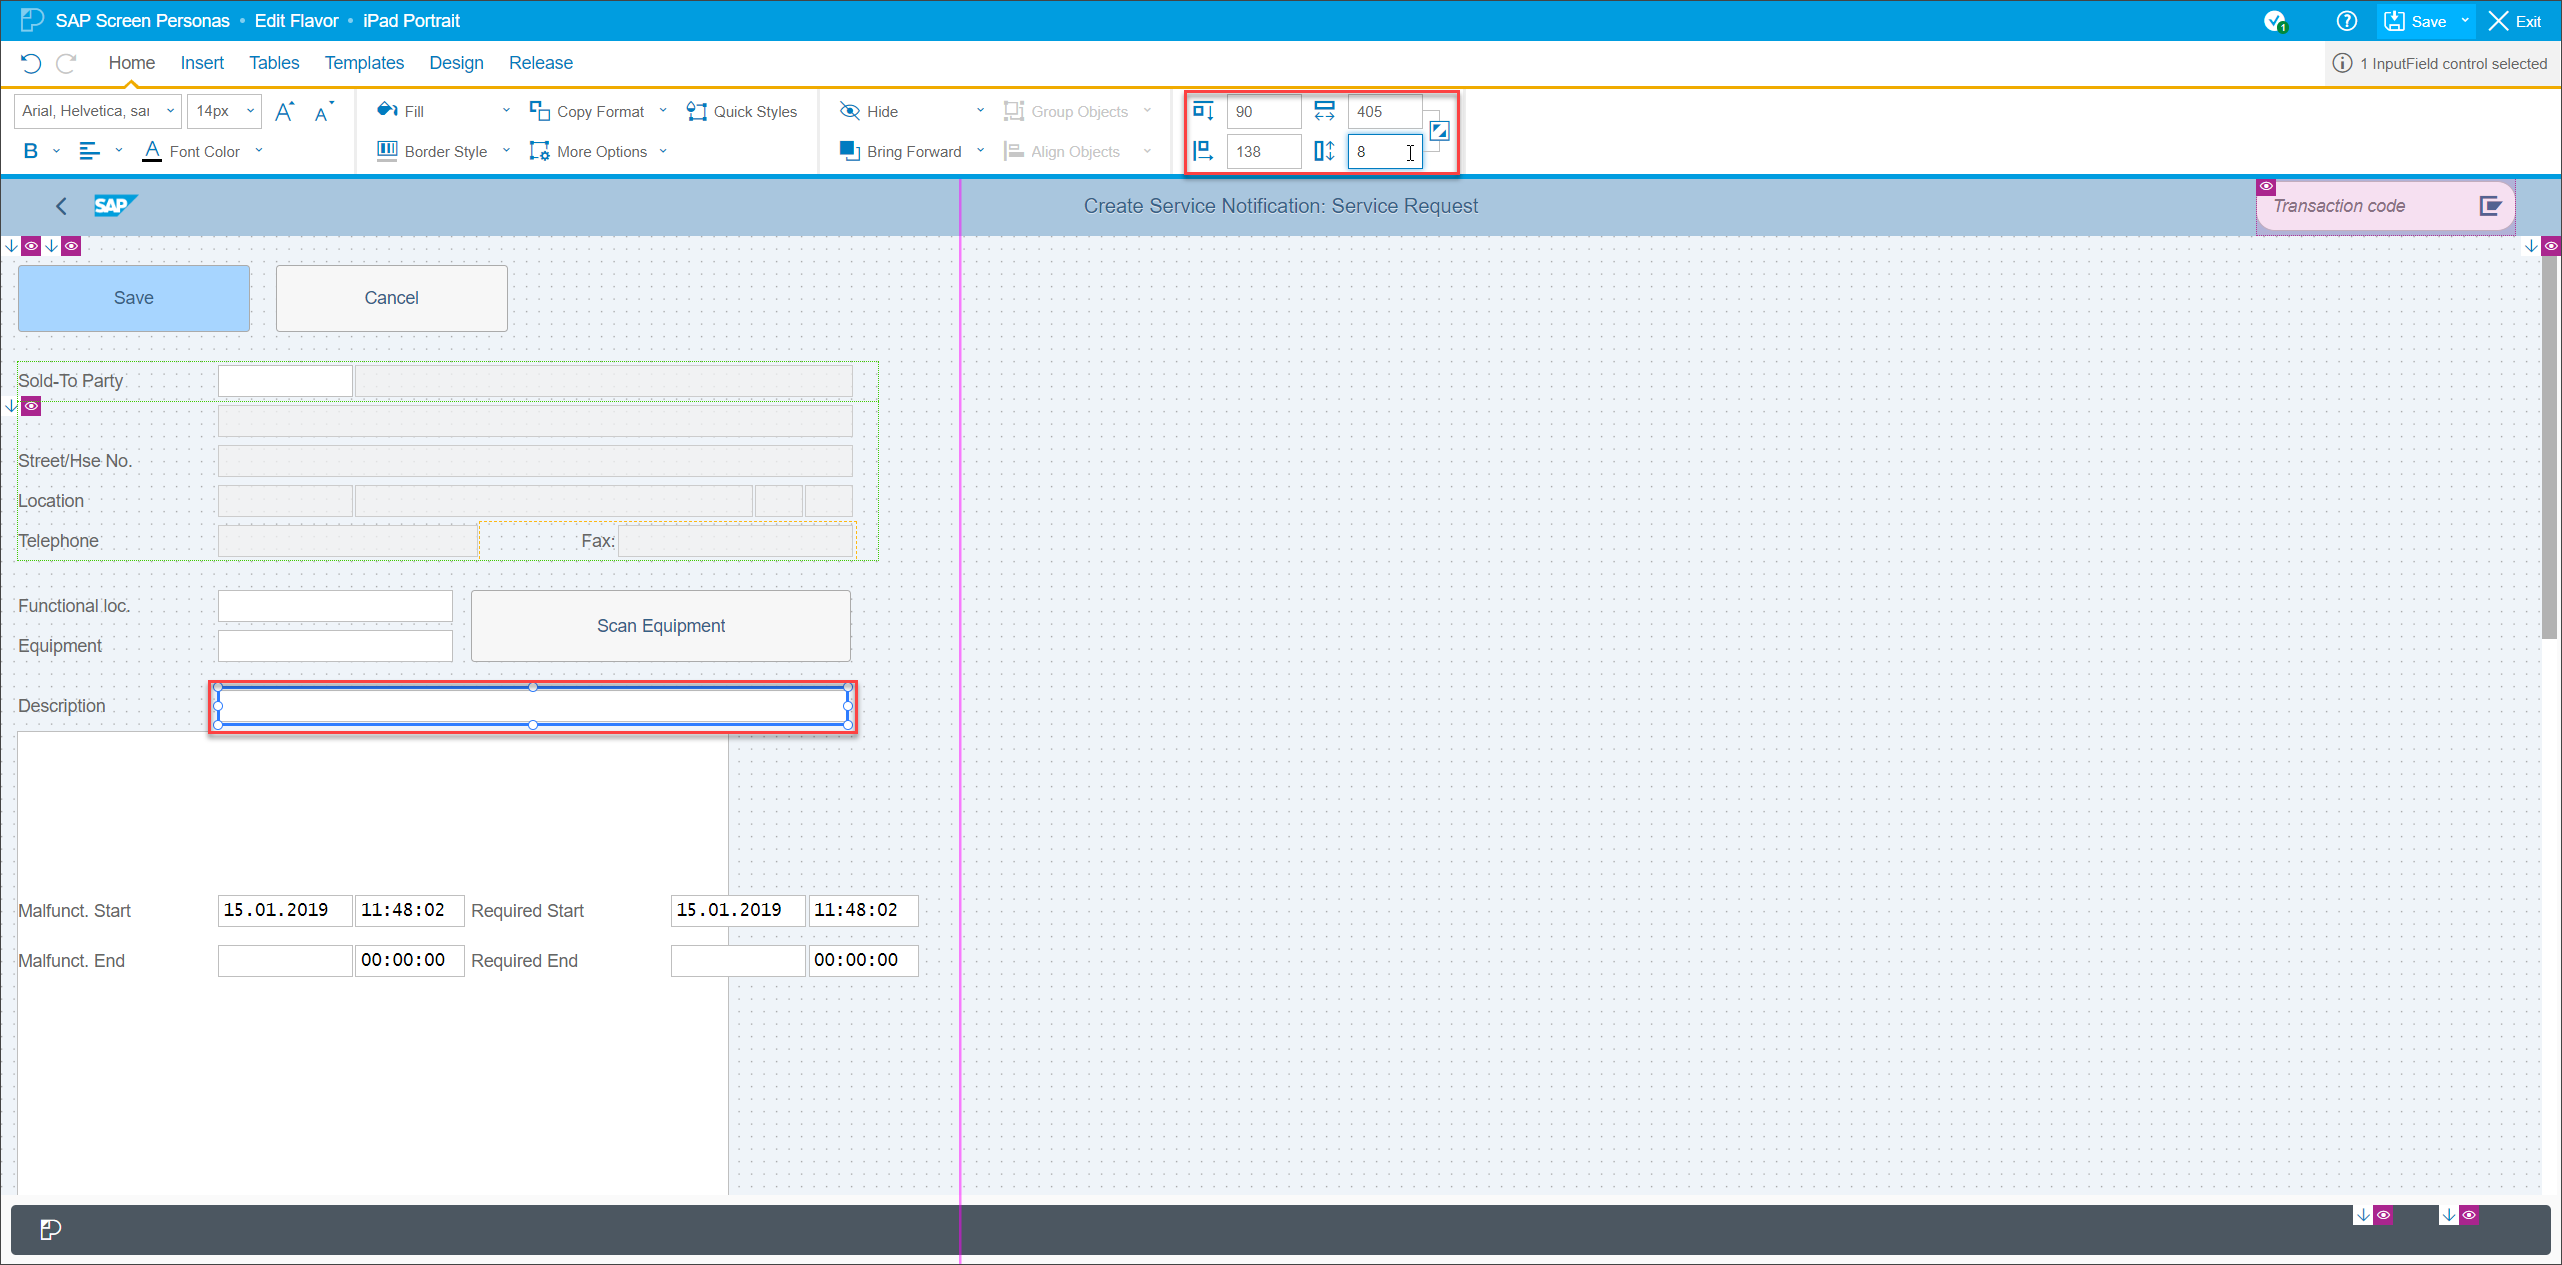 SAP Screen Personas • Edit Flavor • iPad Portrait
1
Save
Exit
Home Insert Tables Templates Design Release
1 InputField control selected
Arial, Helvetica, sa
14px
Fill
Copy Format
Quick Styles
Hide
Group Objects
90
405
B
Font Color
Border Style
More Options
Bring Forward
Align Objects
138
8
SAP
Create Service Notification: Service Request
Transaction code
Save
Cancel
Sold-To Party
Street/Hse No.
Location
Telephone
Fax:
Functional loc.
Scan Equipment
Equipment
Description
Malfunct. Start 15.01.2019 11:48:02 Required Start 15.01.2019 11:48:02
Malfunct. End 00:00:00 Required End 00:00:00